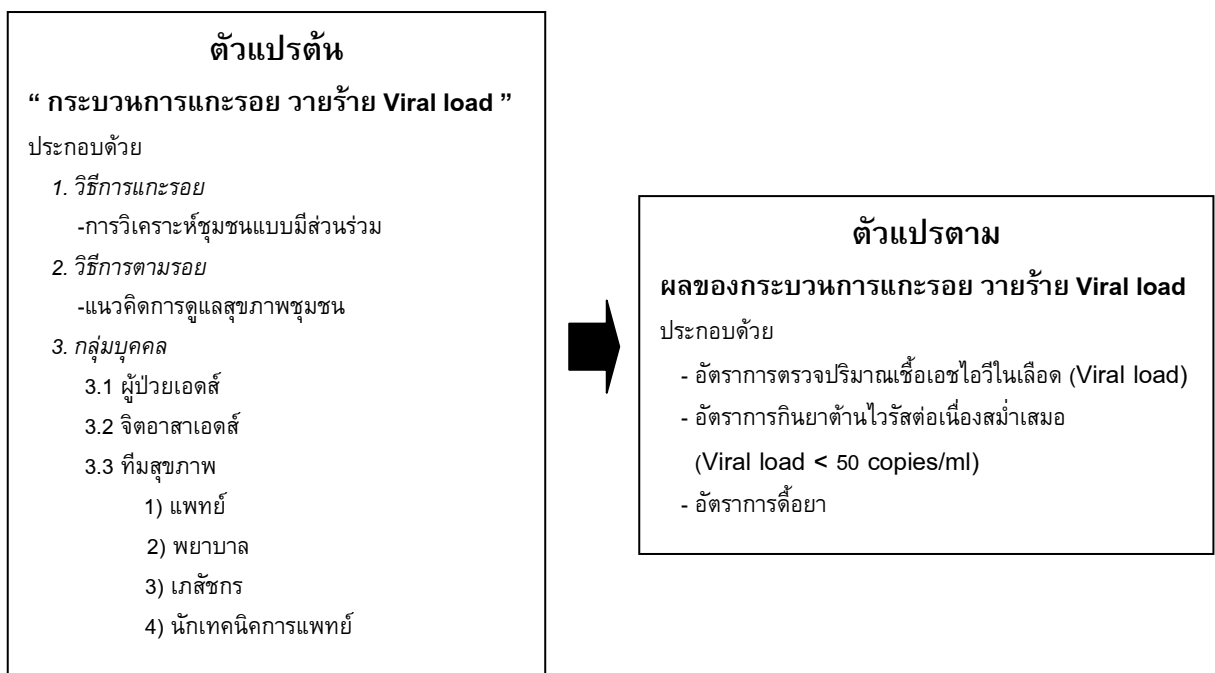 ตัวแปรต้น
“ กระบวนการแกะรอย วายร้าย Viral load ”
ประกอบด้วย
1. วิธีการแกะรอย
-การวิเคราะห์ชุมชนแบบมีส่วนร่วม
2. วิธีการตามรอย
-แนวคิดการดูแลสุขภาพชุมชน
3. กลุ่มบุคคล
3.1 ผู้ป่วยเอดส์
3.2 จิตอาสาเอดส์
3.3 ทีมสุขภาพ
1) แพทย์
2) พยาบาล
3) เภสัชกร
4) นักเทคนิคการแพทย์
ตัวแปรตาม
ผลของกระบวนการแกะรอย วายร้าย Viral load
ประกอบด้วย
- อัตราการตรวจปริมาณเชื้อเอชไอวีในเลือด (Viral load)
- อัตราการกินยาต้านไวรัสต่อเนื่องสม่ำเสมอ
(Viral load < 50 copies/ml)
- อัตราการดื้อยา